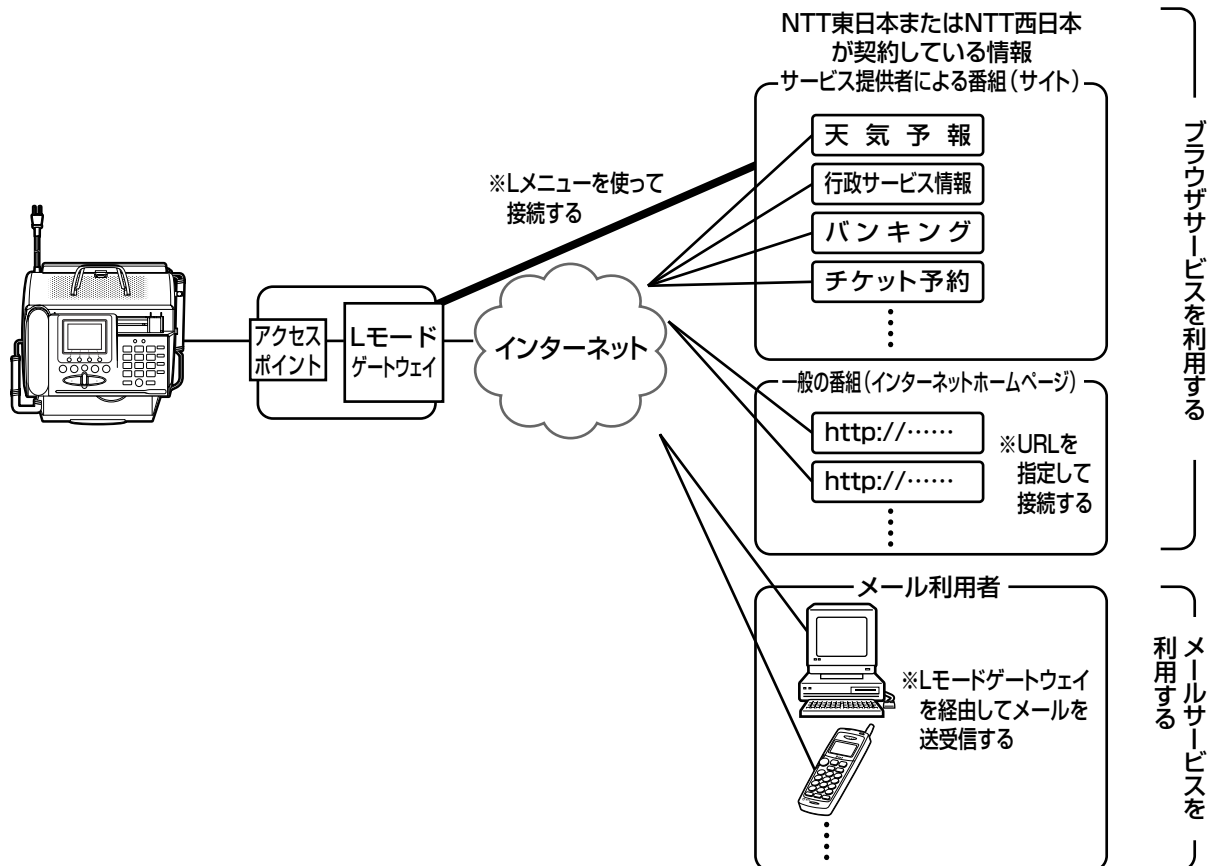 NTT東日本またはNTT西日本
が契約している情報
サービス提供者による番組(サイト)
天気予報
行政サービス情報
バンキング
チケット予約
※Lメニューを使って
接続する
アクセス
ポイント
Lモード
ゲートウェイ
インターネット
一般の番組(インターネットホームページ)
http://……
http://……
※URLを
指定して
接続する
ブラウザサービスを利用する
メール利用者
※Lモードゲートウェイ
を経由してメールを
送受信する
メールサービスを
利用する